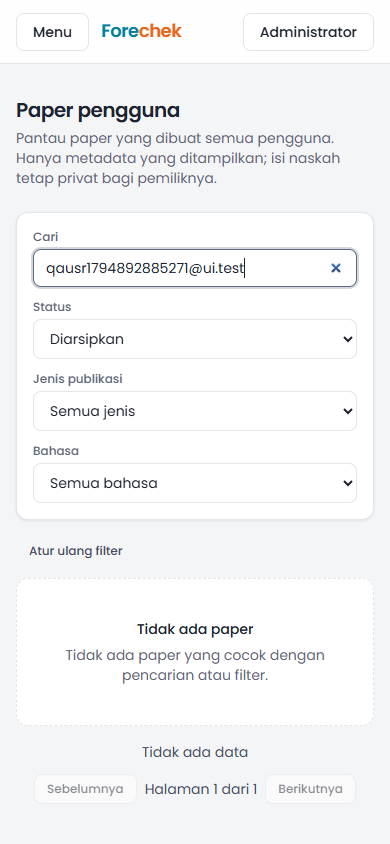 Menu
Forechek
Administrator
Paper pengguna
Pantau paper yang dibuat semua pengguna.
Hanya metadata yang ditampilkan; isi naskah
tetap privat bagi pemiliknya.
Cari
qausr1794892885271@ui.test
Status
Diarsipkan
Jenis publikasi
Semua jenis
Bahasa
Semua bahasa
Atur ulang filter
Tidak ada paper
Tidak ada paper yang cocok dengan
pencarian atau filter.
Tidak ada data
Sebelumnya
Halaman 1 dari 1
Berikutnya